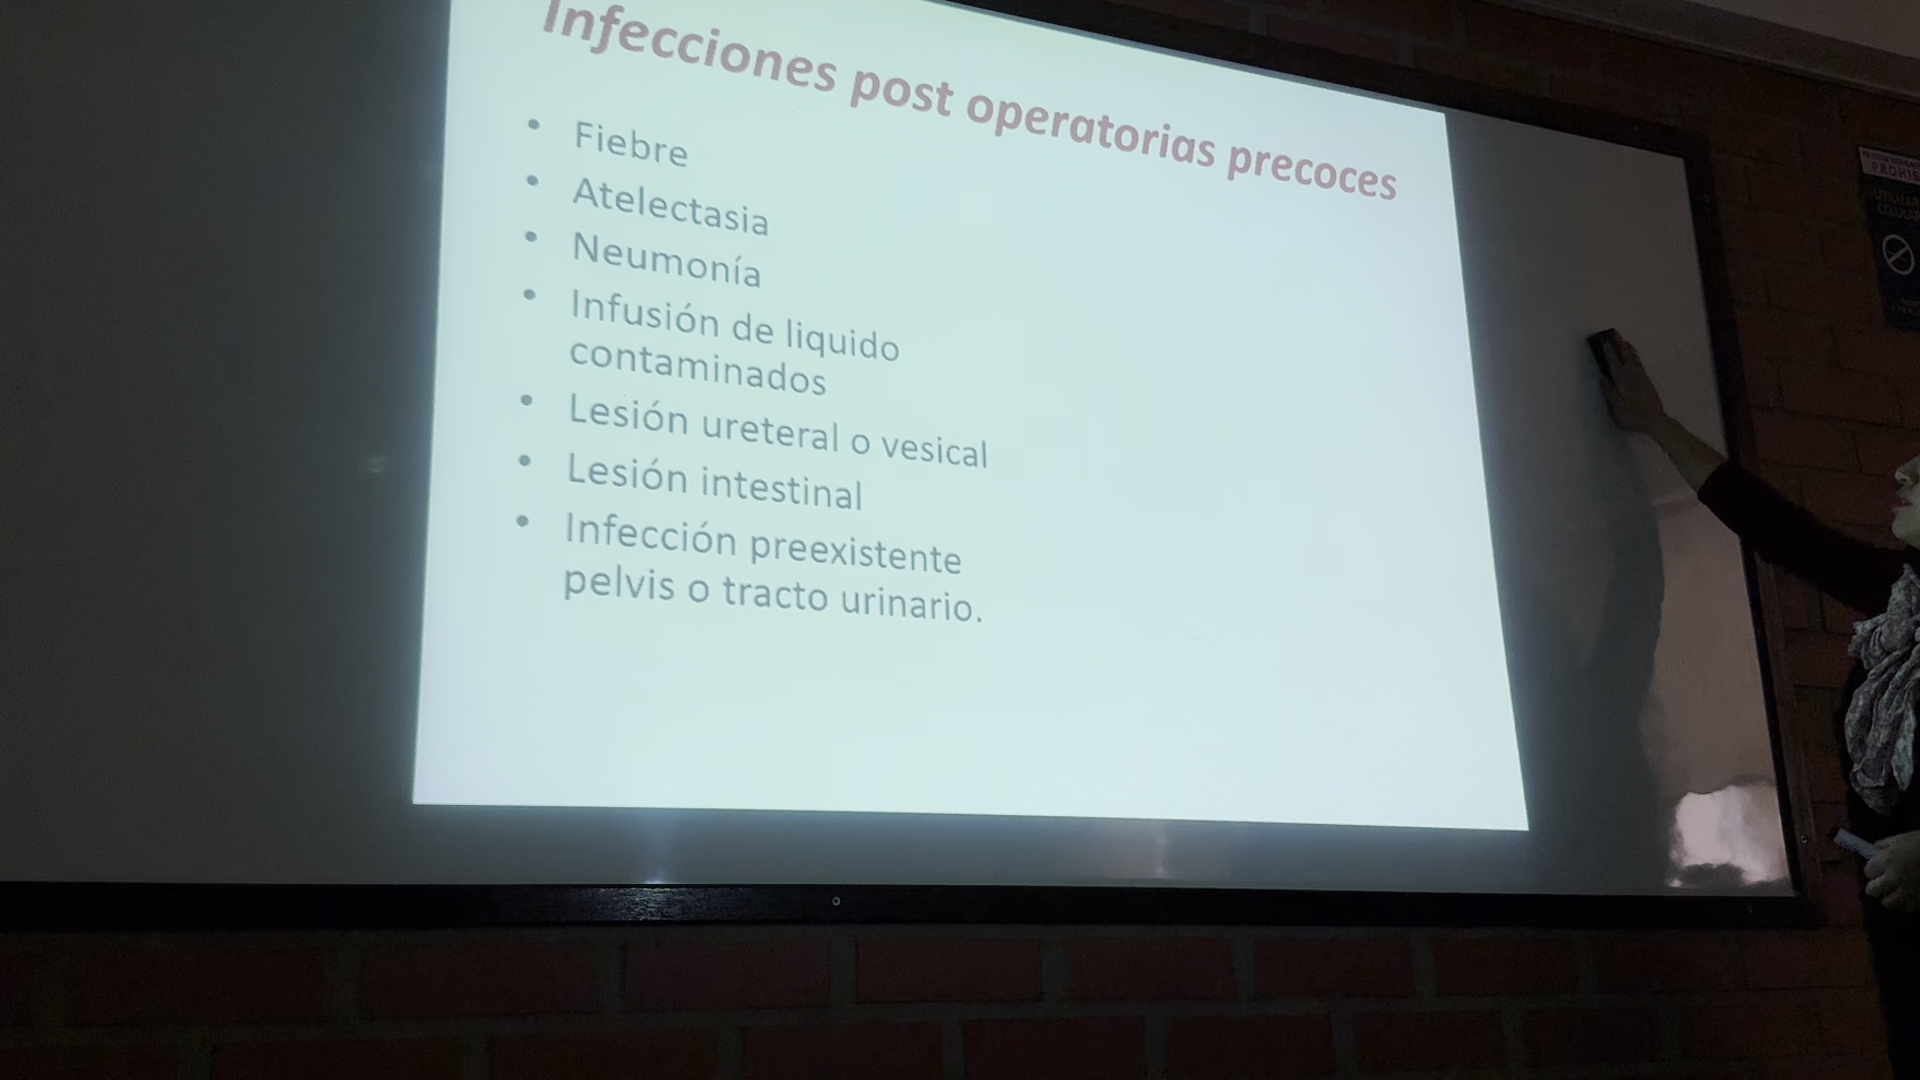 Infecciones post operatorias precoces
• Fiebre
• Atelectasia
• Neumonía
• Infusión de liquido
contaminados
• Lesión ureteral o vesical
• Lesión intestinal
• Infección preexistente
pelvis o tracto urinario.